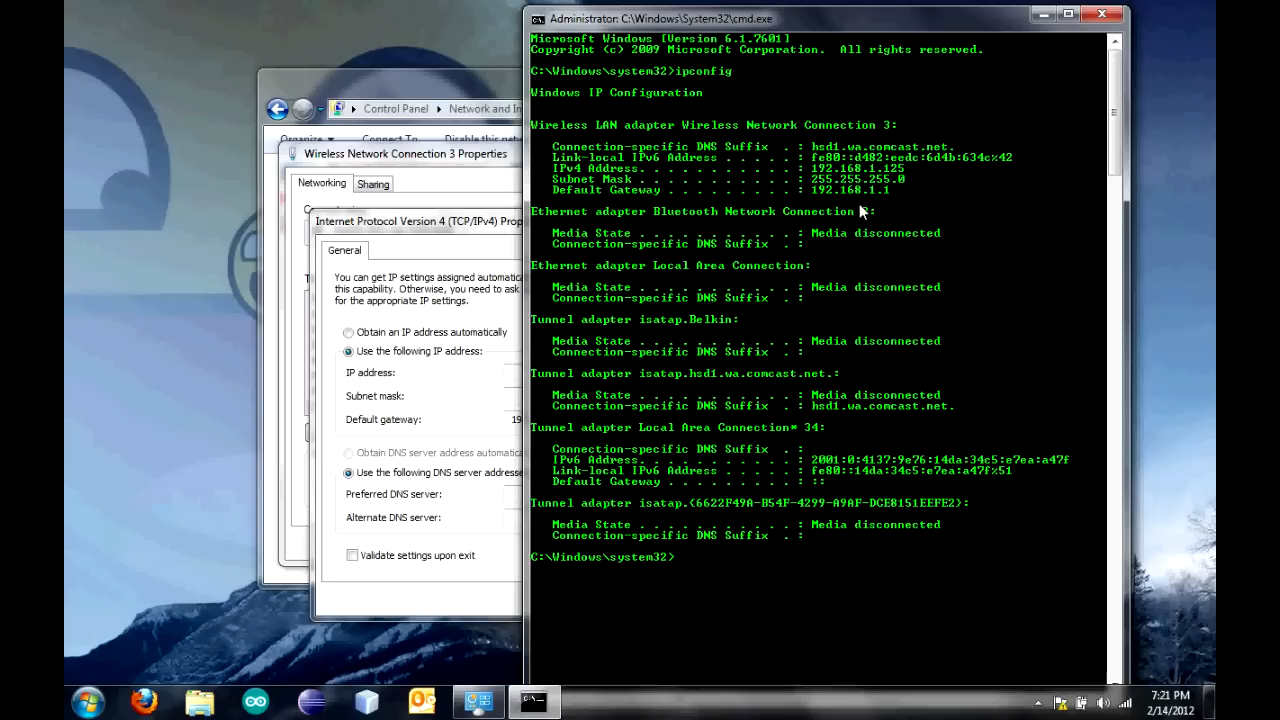 Administrator: C:\Windows\System32\cmd.exe
Microsoft Windows [Version 6.1.7601]
Copyright (c) 2009 Microsoft Corporation.  All rights reserved.
C:\Windows\system32>ipconfig
Windows IP Configuration
Wireless LAN adapter Wireless Network Connection 3:
Connection-specific DNS Suffix  . : hsd1.wa.comcast.net.
Link-local IPv6 Address . . . . . : fe80::d482:eedc:6d4b:634c%42
IPv4 Address. . . . . . . . . . . : 192.168.1.125
Subnet Mask . . . . . . . . . . . : 255.255.255.0
Default Gateway . . . . . . . . . : 192.168.1.1
Ethernet adapter Bluetooth Network Connection
Media State . . . . . . . . . . . : Media disconnected
Connection-specific DNS Suffix  . :
Ethernet adapter Local Area Connection:
Media State . . . . . . . . . . . : Media disconnected
Connection-specific DNS Suffix  . :
Tunnel adapter isatap.Belkin:
Media State . . . . . . . . . . . : Media disconnected
Connection-specific DNS Suffix  . :
Tunnel adapter isatap.hsd1.wa.comcast.net.:
Media State . . . . . . . . . . . : Media disconnected
Connection-specific DNS Suffix  . : hsd1.wa.comcast.net.
Tunnel adapter Local Area Connection* 34:
Connection-specific DNS Suffix  . :
IPv6 Address. . . . . . . . . . . : 2001:0:4137:9e76:14da:34c5:e7ea:a47f
Link-local IPv6 Address . . . . . : fe80::14da:34c5:e7ea:a47f%51
Default Gateway . . . . . . . . . : ::
Tunnel adapter isatap.{6622F49A-B54F-4299-A9AF-DCE8151EEFE2}:
Media State . . . . . . . . . . . : Media disconnected
Connection-specific DNS Suffix  . :
C:\Windows\system32>
Control Panel Network and In
Organize Connect To Disable this net
Wireless Network Connection 3 Properties
Networking Sharing
Internet Protocol Version 4 (TCP/IPv4) Prop
General
You can get IP settings assigned automatica
this capability. Otherwise, you need to ask
for the appropriate IP settings.
Obtain an IP address automatically
Use the following IP address:
IP address:
Subnet mask:
Default gateway: 19
Obtain DNS server address automatica
Use the following DNS server addresse
Preferred DNS server:
Alternate DNS server:
Validate settings upon exit
7:21 PM
2/14/2012